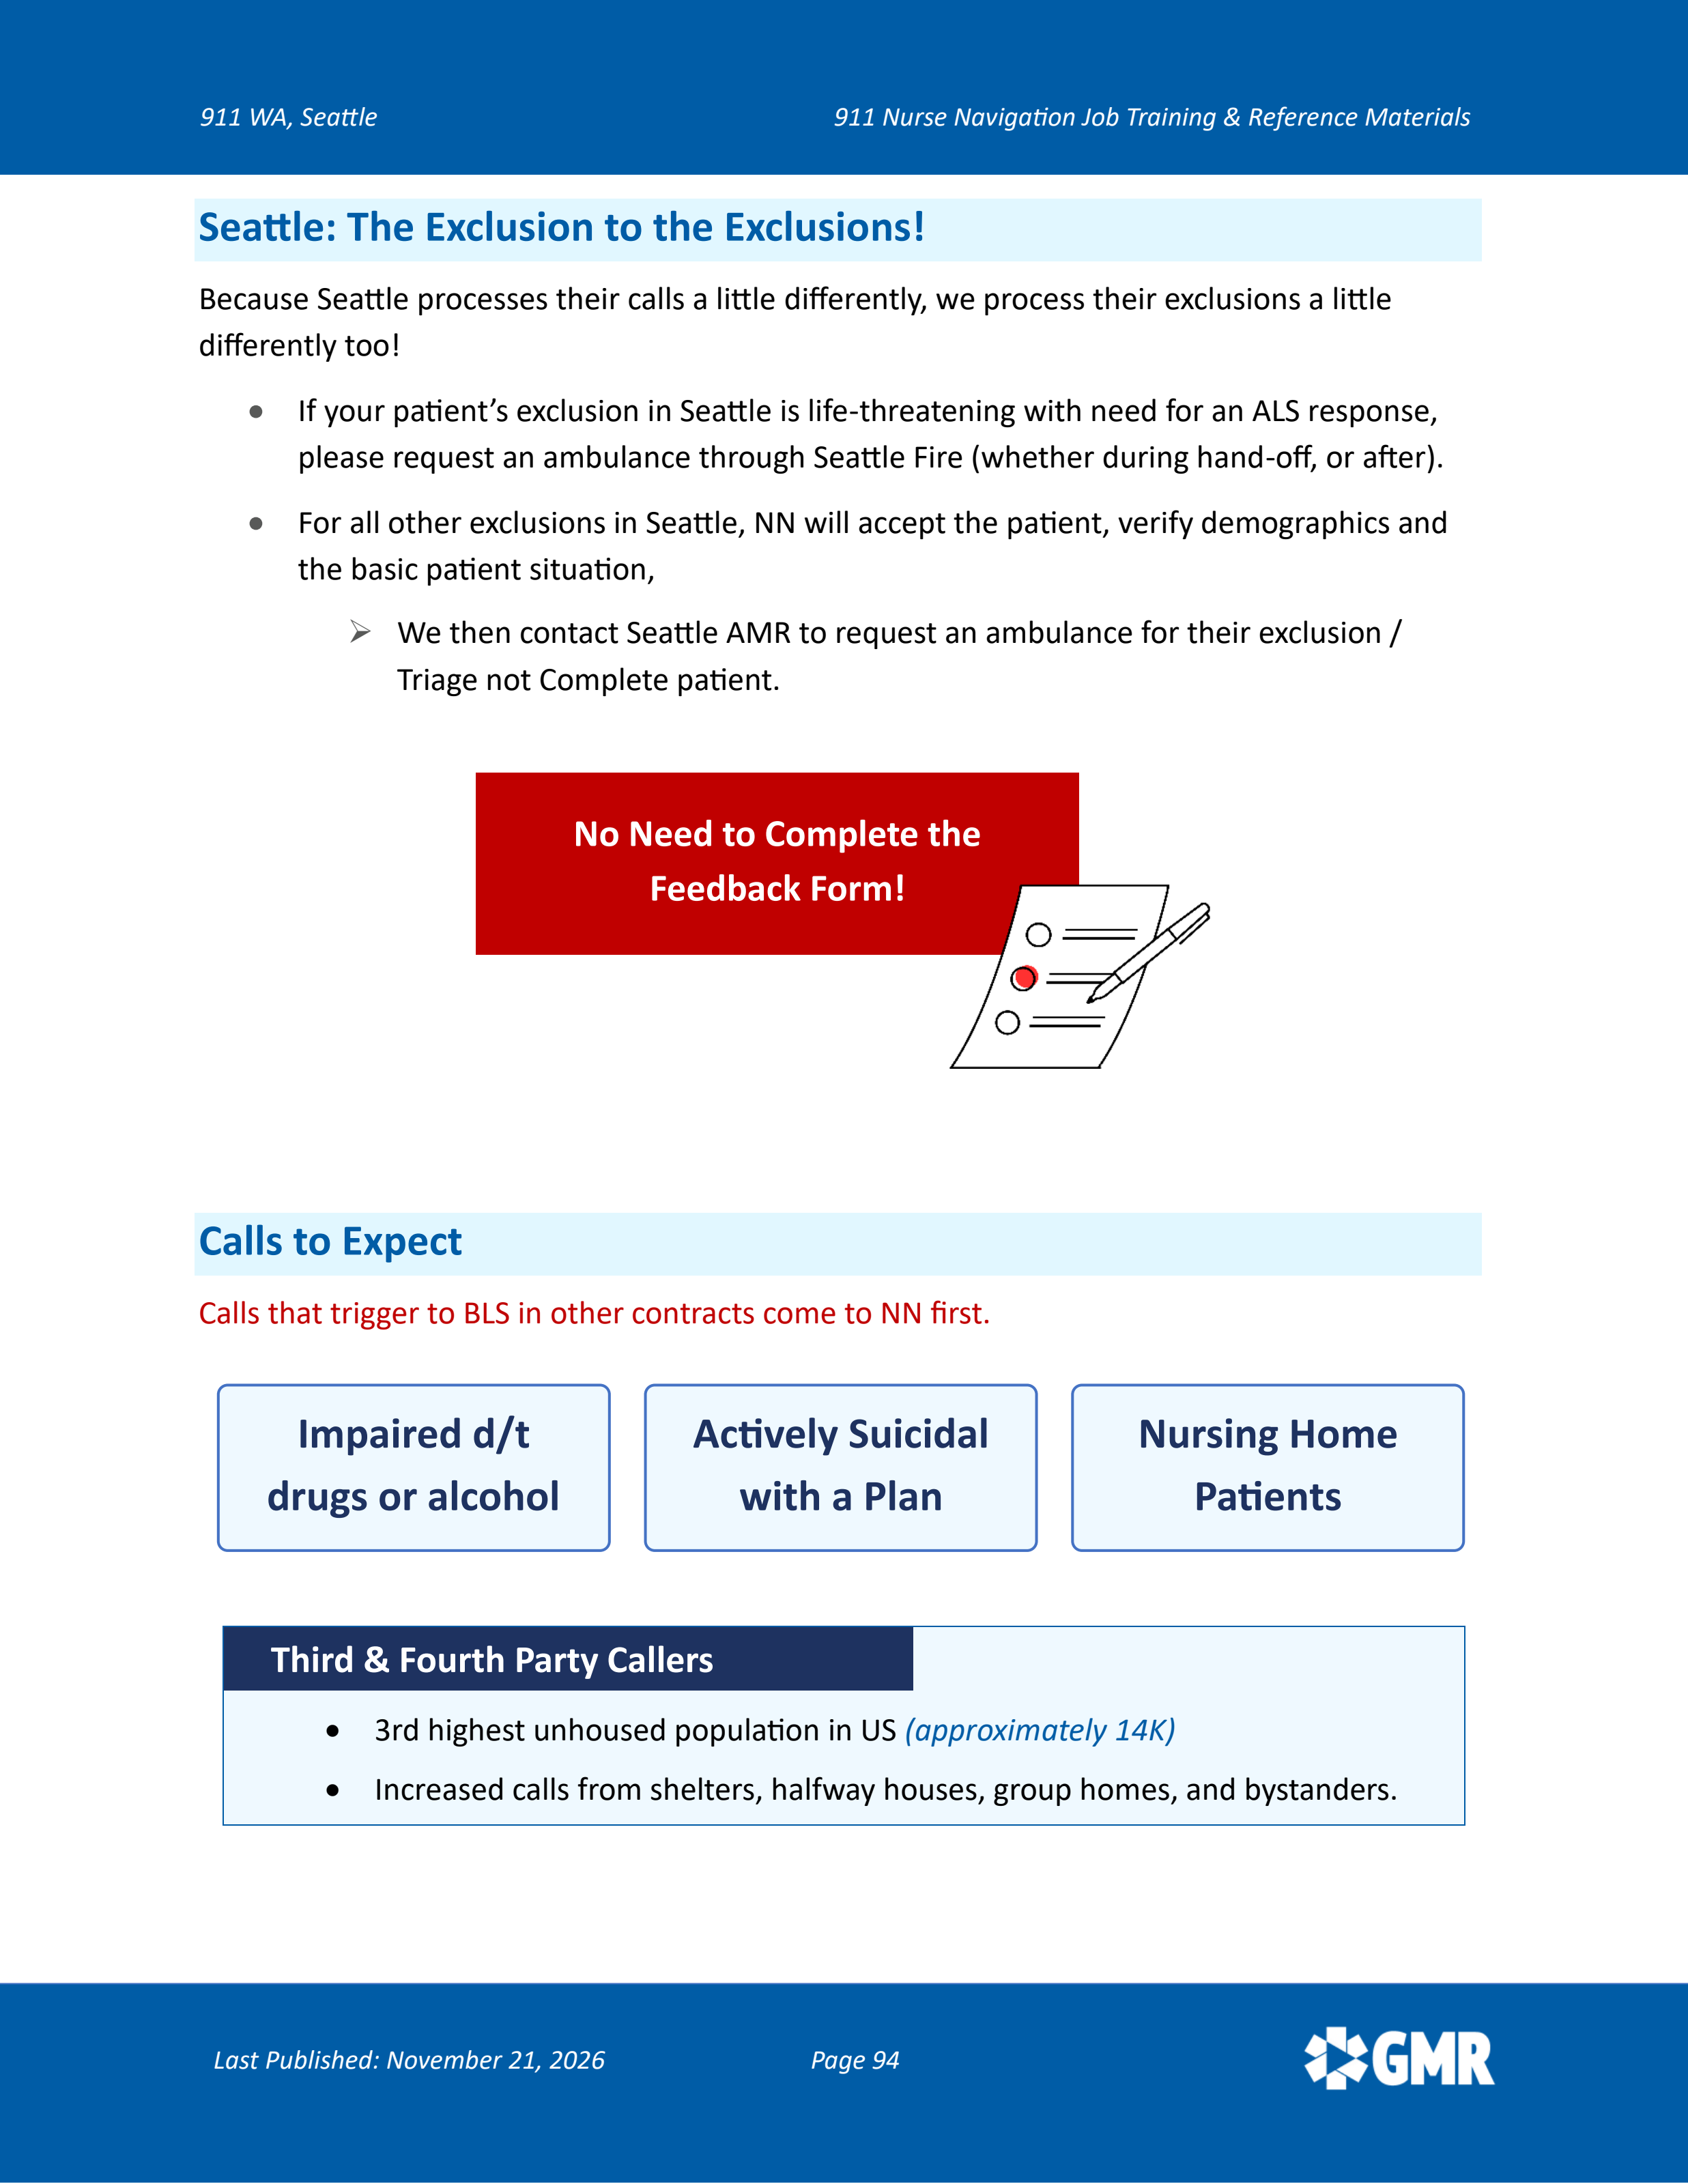 911 WA, Seattle
911 Nurse Navigation Job Training & Reference Materials
Seattle: The Exclusion to the Exclusions!
Because Seattle processes their calls a little differently, we process their exclusions a little
differently too!
● If your patient’s exclusion in Seattle is life-threatening with need for an ALS response,
please request an ambulance through Seattle Fire (whether during hand-off, or after).
● For all other exclusions in Seattle, NN will accept the patient, verify demographics and
the basic patient situation,
➢ We then contact Seattle AMR to request an ambulance for their exclusion /
Triage not Complete patient.
No Need to Complete the
Feedback Form!
Calls to Expect
Calls that trigger to BLS in other contracts come to NN first.
Impaired d/t
drugs or alcohol
Actively Suicidal
with a Plan
Nursing Home
Patients
Third & Fourth Party Callers
• 3rd highest unhoused population in US (approximately 14K)
• Increased calls from shelters, halfway houses, group homes, and bystanders.
Last Published: November 21, 2026
Page 94
GMR